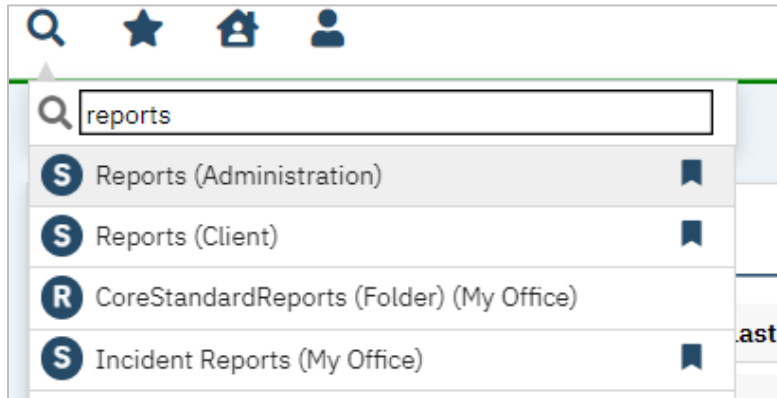 reports
S Reports (Administration)
S Reports (Client)
R CoreStandardReports (Folder) (My Office)
S Incident Reports (My Office)